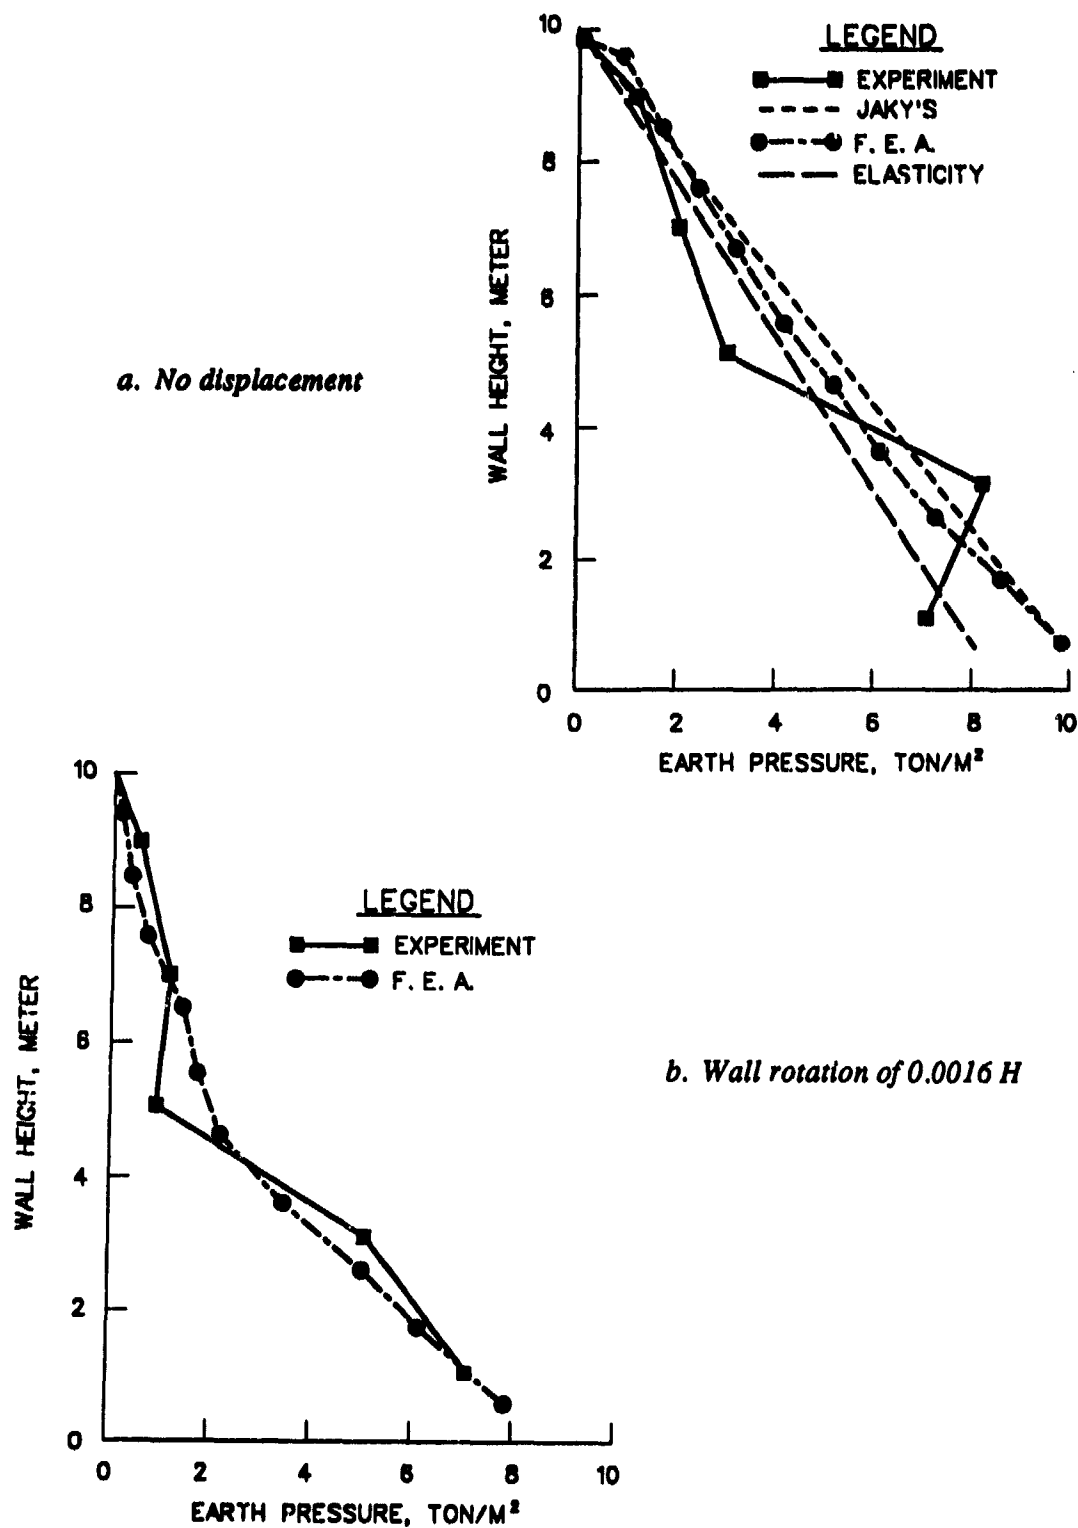 10
8
6
4
2
0
WALL HEIGHT, METER
LEGEND
EXPERIMENT
JAKY'S
F. E. A.
ELASTICITY
0 2 4 6 8 10
EARTH PRESSURE, TON/M²
a. No displacement
10
8
6
4
2
0
WALL HEIGHT, METER
LEGEND
EXPERIMENT
F. E. A.
0 2 4 6 8 10
EARTH PRESSURE, TON/M²
b. Wall rotation of 0.0016 H